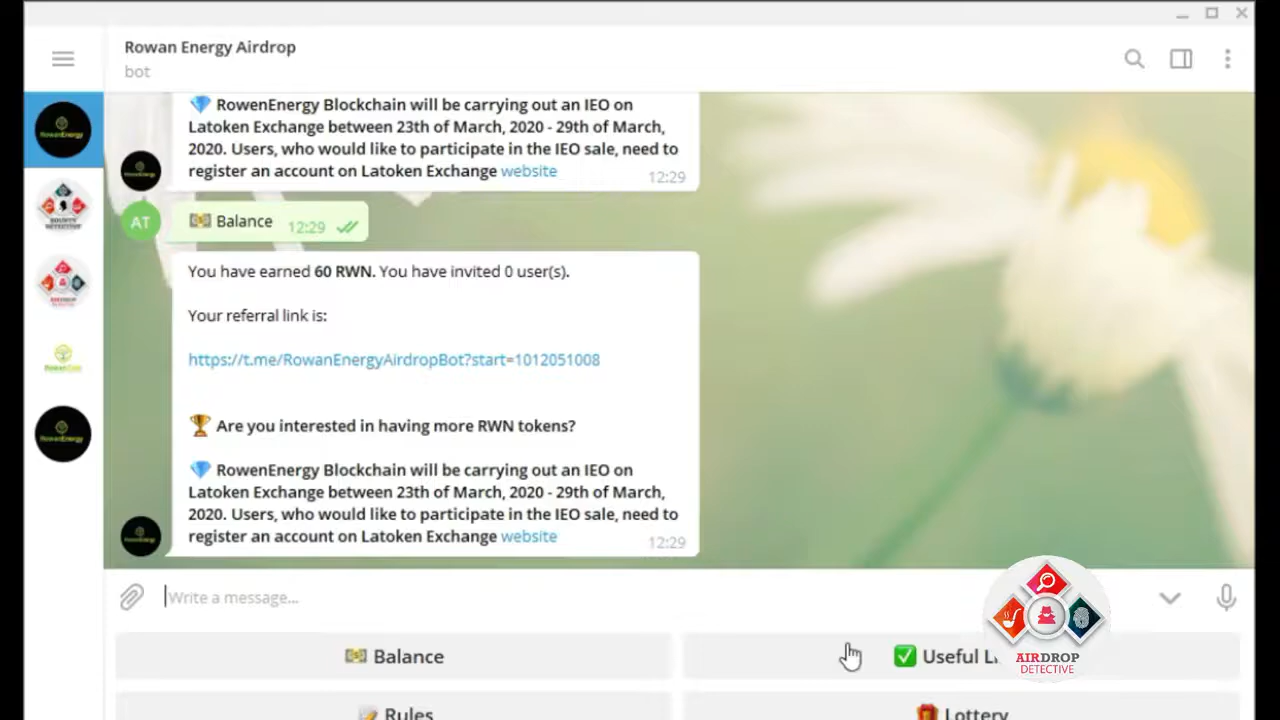 Rowan Energy Airdrop
bot
RowenEnergy Blockchain will be carrying out an IEO on
Latoken Exchange between 23th of March, 2020 - 29th of March,
2020. Users, who would like to participate in the IEO sale, need to
register an account on Latoken Exchange website
12:29
AT
Balance 12:29
You have earned 60 RWN. You have invited 0 user(s).
Your referral link is:
https://t.me/RowanEnergyAirdropBot?start=1012051008
Are you interested in having more RWN tokens?
RowenEnergy Blockchain will be carrying out an IEO on
Latoken Exchange between 23th of March, 2020 - 29th of March,
2020. Users, who would like to participate in the IEO sale, need to
register an account on Latoken Exchange website
12:29
Write a message...
Balance
Useful
AIRDROP
DETECTIVE
Rules
Lottery